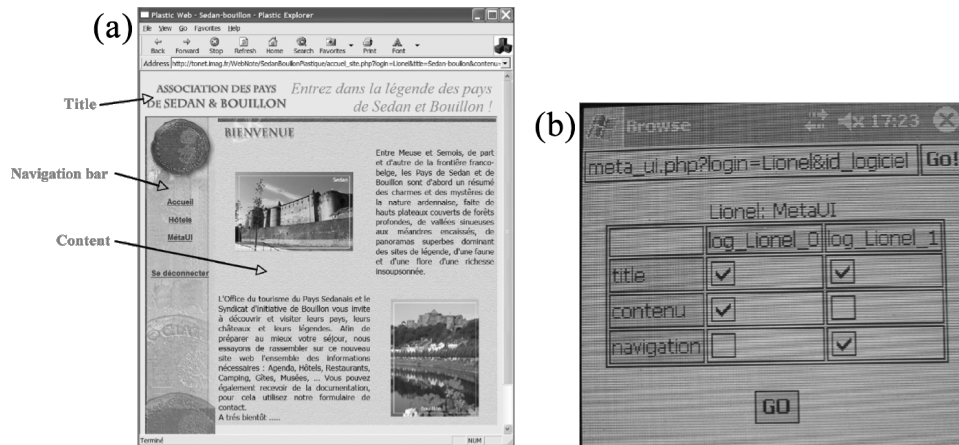 (a)
Plastic Web - Sedan-bouillon - Plastic Explorer
File View Go Favorites Help
Back Forward Stop Refresh Home Search Favorites Print Font
Address http://tonet.imag.fr/WebNote/SedanBouillonPlastique/accueil_site.php?login=Lionel&title=Sedan-bouillon&contenu=
Title
ASSOCIATION DES PAYS
DE SEDAN & BOUILLON
Entrez dans la légende des pays
de Sedan et Bouillon !
Navigation bar
Accueil
Hôtels
MétaUI
Se déconnecter
Content
BIENVENUE
Sedan
Entre Meuse et Semois, de part
et d'autre de la frontière franco-
belge, les Pays de Sedan et de
Bouillon sont d'abord un résumé
des charmes et des mystères de
la nature ardennaise, faite de
hauts plateaux couverts de forêts
profondes, de vallées sinueuses
aux méandres encaissés, de
panoramas superbes dominant
des sites de légende, d'une faune
et d'une flore d'une richesse
insoupsonnée.
L'Office du tourisme du Pays Sedanais et le
Syndicat d'initiative de Bouillon vous invite
à découvrir et visiter leurs pays, leurs
châteaux et leurs légendes. Afin de
préparer au mieux votre séjour, nous
essayons de rassembler sur ce nouveau
site web l'ensemble des informations
nécessaires : Agenda, Hôtels, Restaurants,
Camping, Gîtes, Musées, ... Vous pouvez
également recevoir de la documentation,
pour cela utilisez notre formulaire de
contact.
A trés bientôt .....
Bouillon
Terminé
NUM
(b)
Browse 17:23
meta_ui.php?login=Lionel&id_logiciel Go!
Lionel: MetaUI
log_Lionel_0 log_Lionel_1
title
contenu
navigation
GO